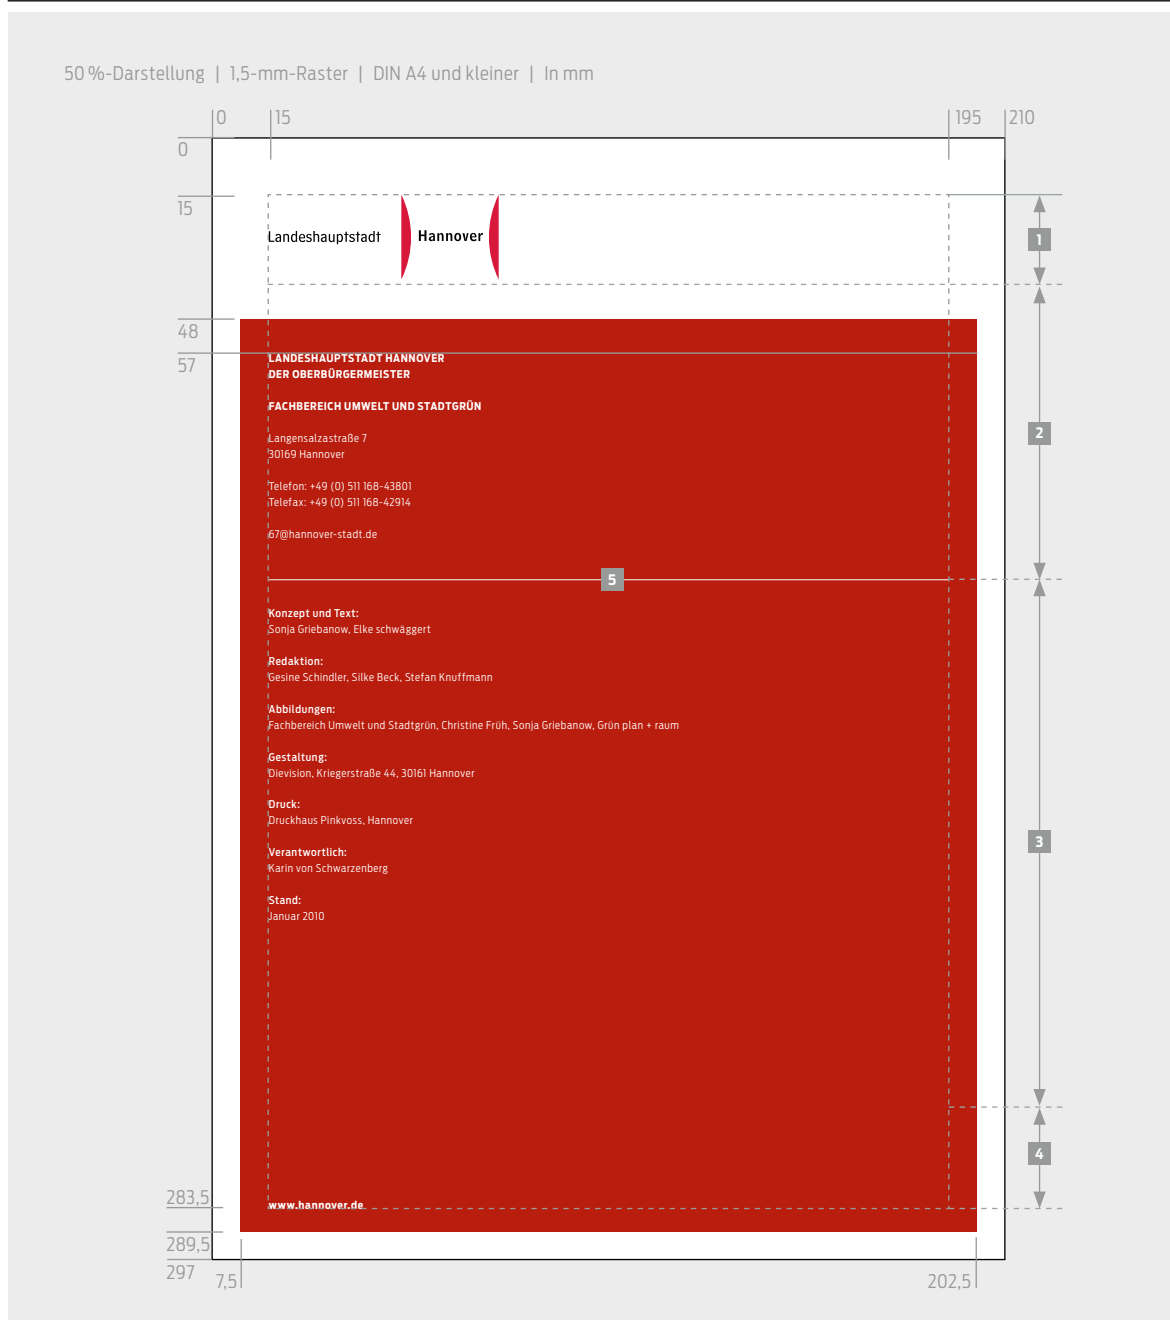 50 %-Darstellung | 1,5-mm-Raster | DIN A4 und kleiner | In mm
0 15 195 210
0
15
Landeshauptstadt Hannover
1
48
57
LANDESHAUPTSTADT HANNOVER
DER OBERBÜRGERMEISTER
FACHBEREICH UMWELT UND STADTGRÜN
2
Langensalzastraße 7
30169 Hannover
Telefon: +49 (0) 511 168-43801
Telefax: +49 (0) 511 168-42914
67@hannover-stadt.de
5
Konzept und Text:
Sonja Griebanow, Elke schwäggert
Redaktion:
Gesine Schindler, Silke Beck, Stefan Knuffmann
Abbildungen:
Fachbereich Umwelt und Stadtgrün, Christine Früh, Sonja Griebanow, Grün plan + raum
Gestaltung:
Dievision, Kriegerstraße 44, 30161 Hannover
Druck:
Druckhaus Pinkvoss, Hannover
3
Verantwortlich:
Karin von Schwarzenberg
Stand:
Januar 2010
4
283,5
www.hannover.de
289,5
297
7,5 202,5